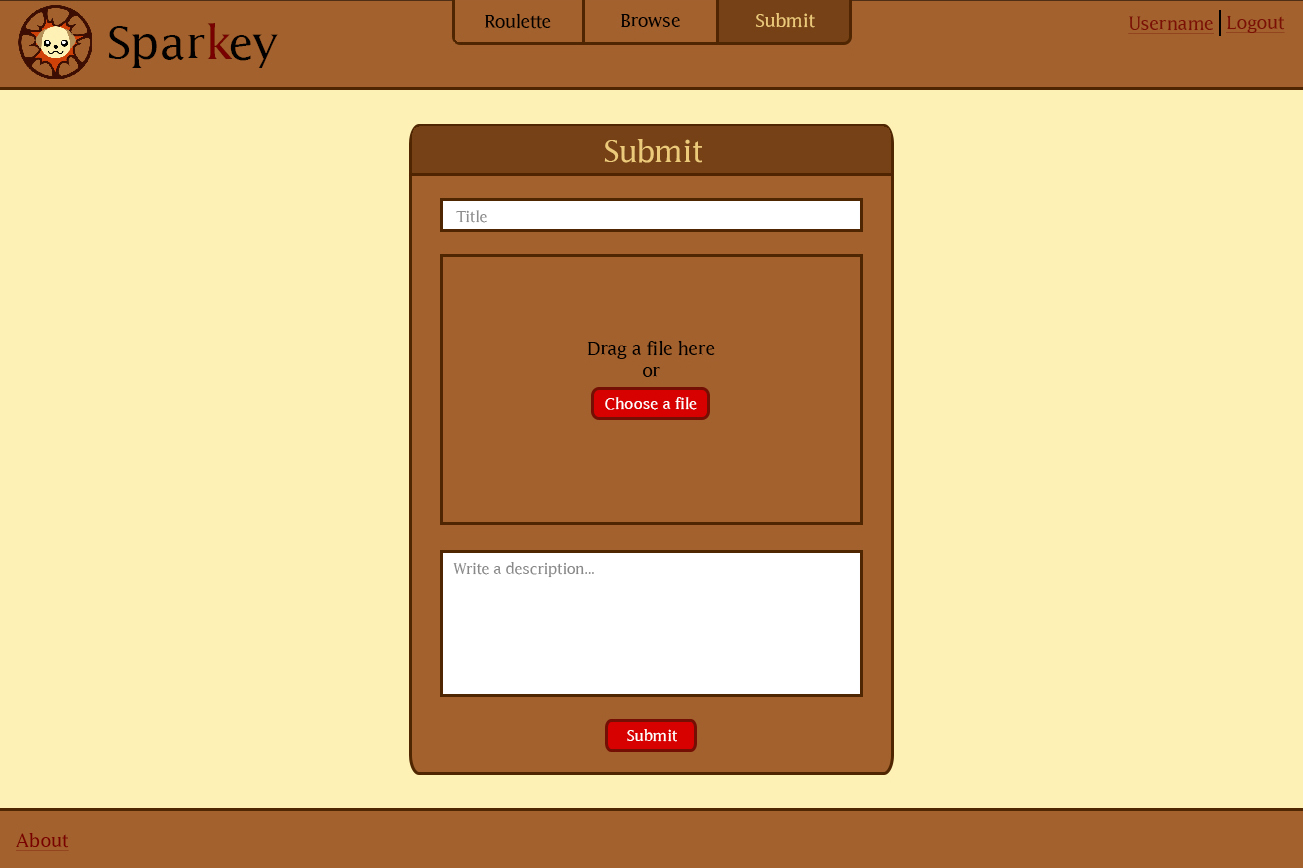 Sparkey
Roulette
Browse
Submit
Username
Logout
Submit
Title
Drag a file here
or
Choose a file
Write a description...
Submit
About